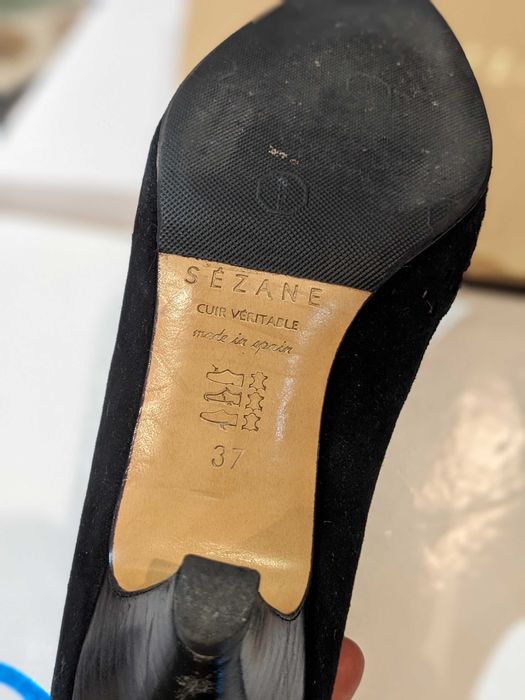 SÉZANE
CUIR VÉRITABLE
made in spain
37